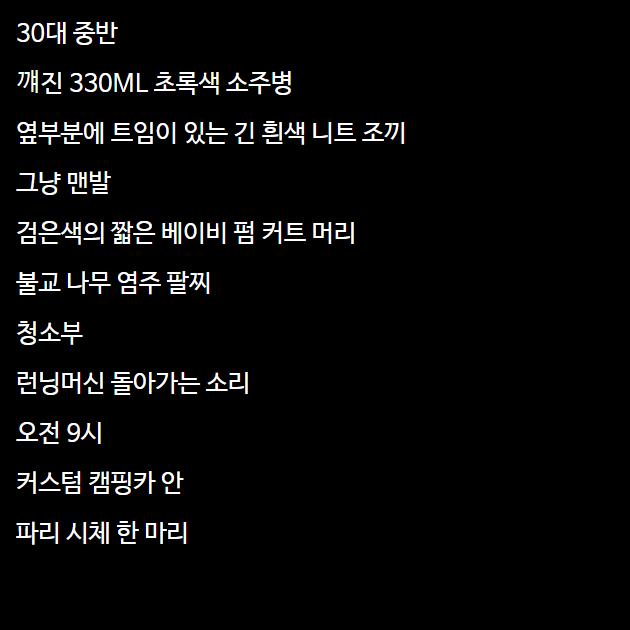 30대 중반
꺠진 330ML 초록색 소주병
옆부분에 트임이 있는 긴 흰색 니트 조끼
그냥 맨발
검은색의 짧은 베이비 펌 커트 머리
불교 나무 염주 팔찌
청소부
런닝머신 돌아가는 소리
오전 9시
커스텀 캠핑카 안
파리 시체 한 마리